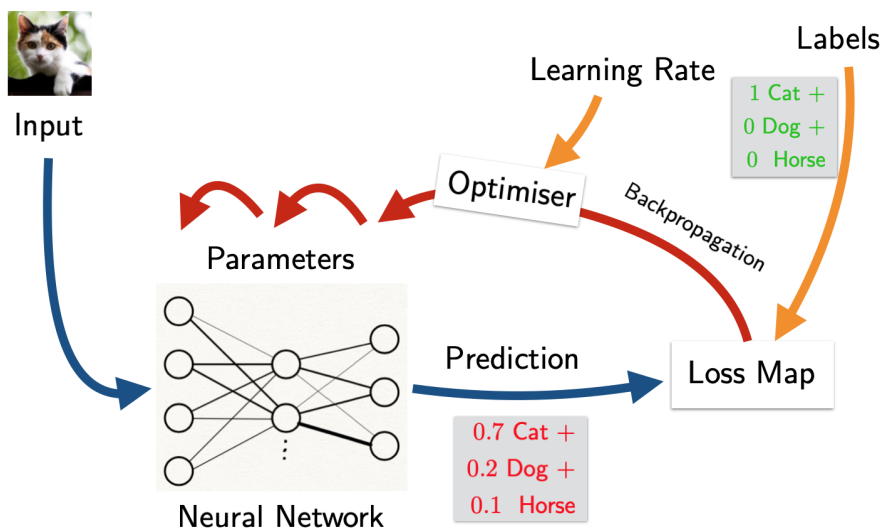 Labels
Learning Rate
1 Cat +
0 Dog +
0 Horse
Input
Optimiser
Backpropagation
Parameters
Prediction
Loss Map
0.7 Cat +
0.2 Dog +
0.1 Horse
Neural Network